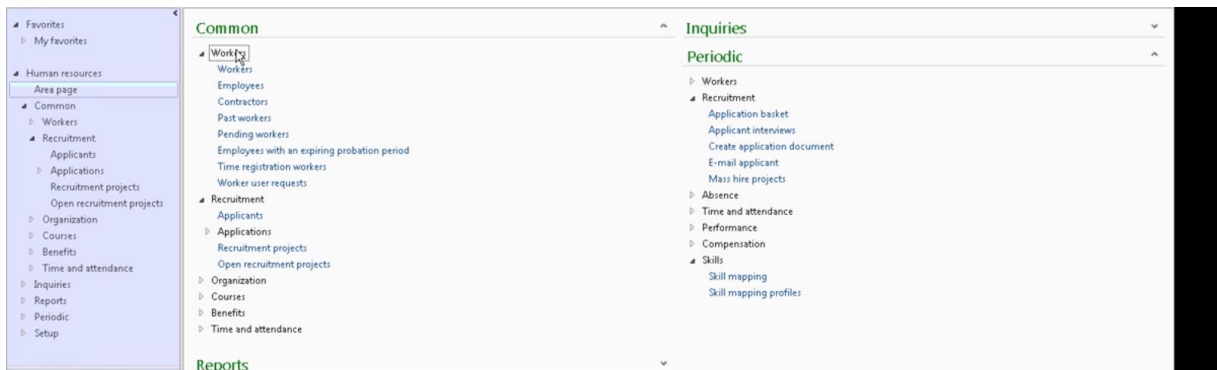 Favorites
My favorites
Human resources
Area page
Common
Workers
Recruitment
Applicants
Applications
Recruitment projects
Open recruitment projects
Organization
Courses
Benefits
Time and attendance
Inquiries
Reports
Periodic
Setup
Common
Workers
Workers
Employees
Contractors
Past workers
Pending workers
Employees with an expiring probation period
Time registration workers
Worker user requests
Recruitment
Applicants
Applications
Recruitment projects
Open recruitment projects
Organization
Courses
Benefits
Time and attendance
Reports
Inquiries
Periodic
Workers
Recruitment
Application basket
Applicant interviews
Create application document
E-mail applicant
Mass hire projects
Absence
Time and attendance
Performance
Compensation
Skills
Skill mapping
Skill mapping profiles